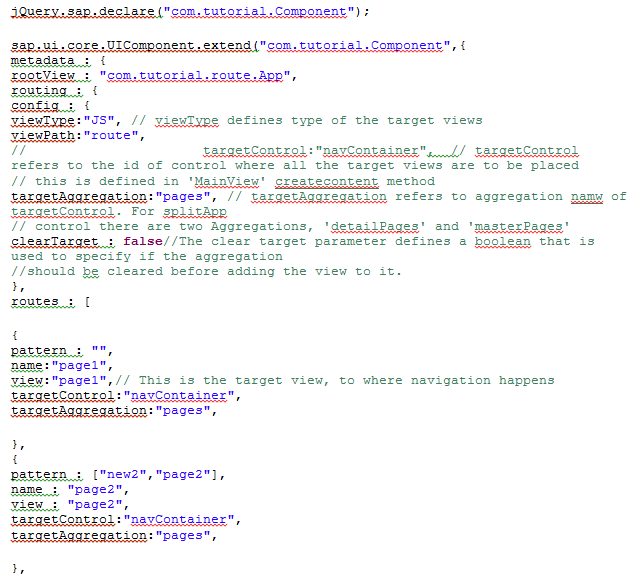 jQuery.sap.declare("com.tutorial.Component");
sap.ui.core.UIComponent.extend("com.tutorial.Component",{
metadata : {
rootView : "com.tutorial.route.App",
routing : {
config : {
viewType:"JS", // viewType defines type of the target views
viewPath:"route",
// targetControl:"navContainer", // targetControl
refers to the id of control where all the target views are to be placed
// this is defined in 'MainView' createcontent method
targetAggregation:"pages", // targetAggregation refers to aggregation namw of
targetControl. For splitApp
// control there are two Aggregations, 'detailPages' and 'masterPages'
clearTarget : false//The clear target parameter defines a boolean that is
used to specify if the aggregation
//should be cleared before adding the view to it.
},
routes : [
{
pattern : "",
name:"page1",
view:"page1",// This is the target view, to where navigation happens
targetControl:"navContainer",
targetAggregation:"pages",
},
{
pattern : ["new2","page2"],
name : "page2",
view : "page2",
targetControl:"navContainer",
targetAggregation:"pages",
},